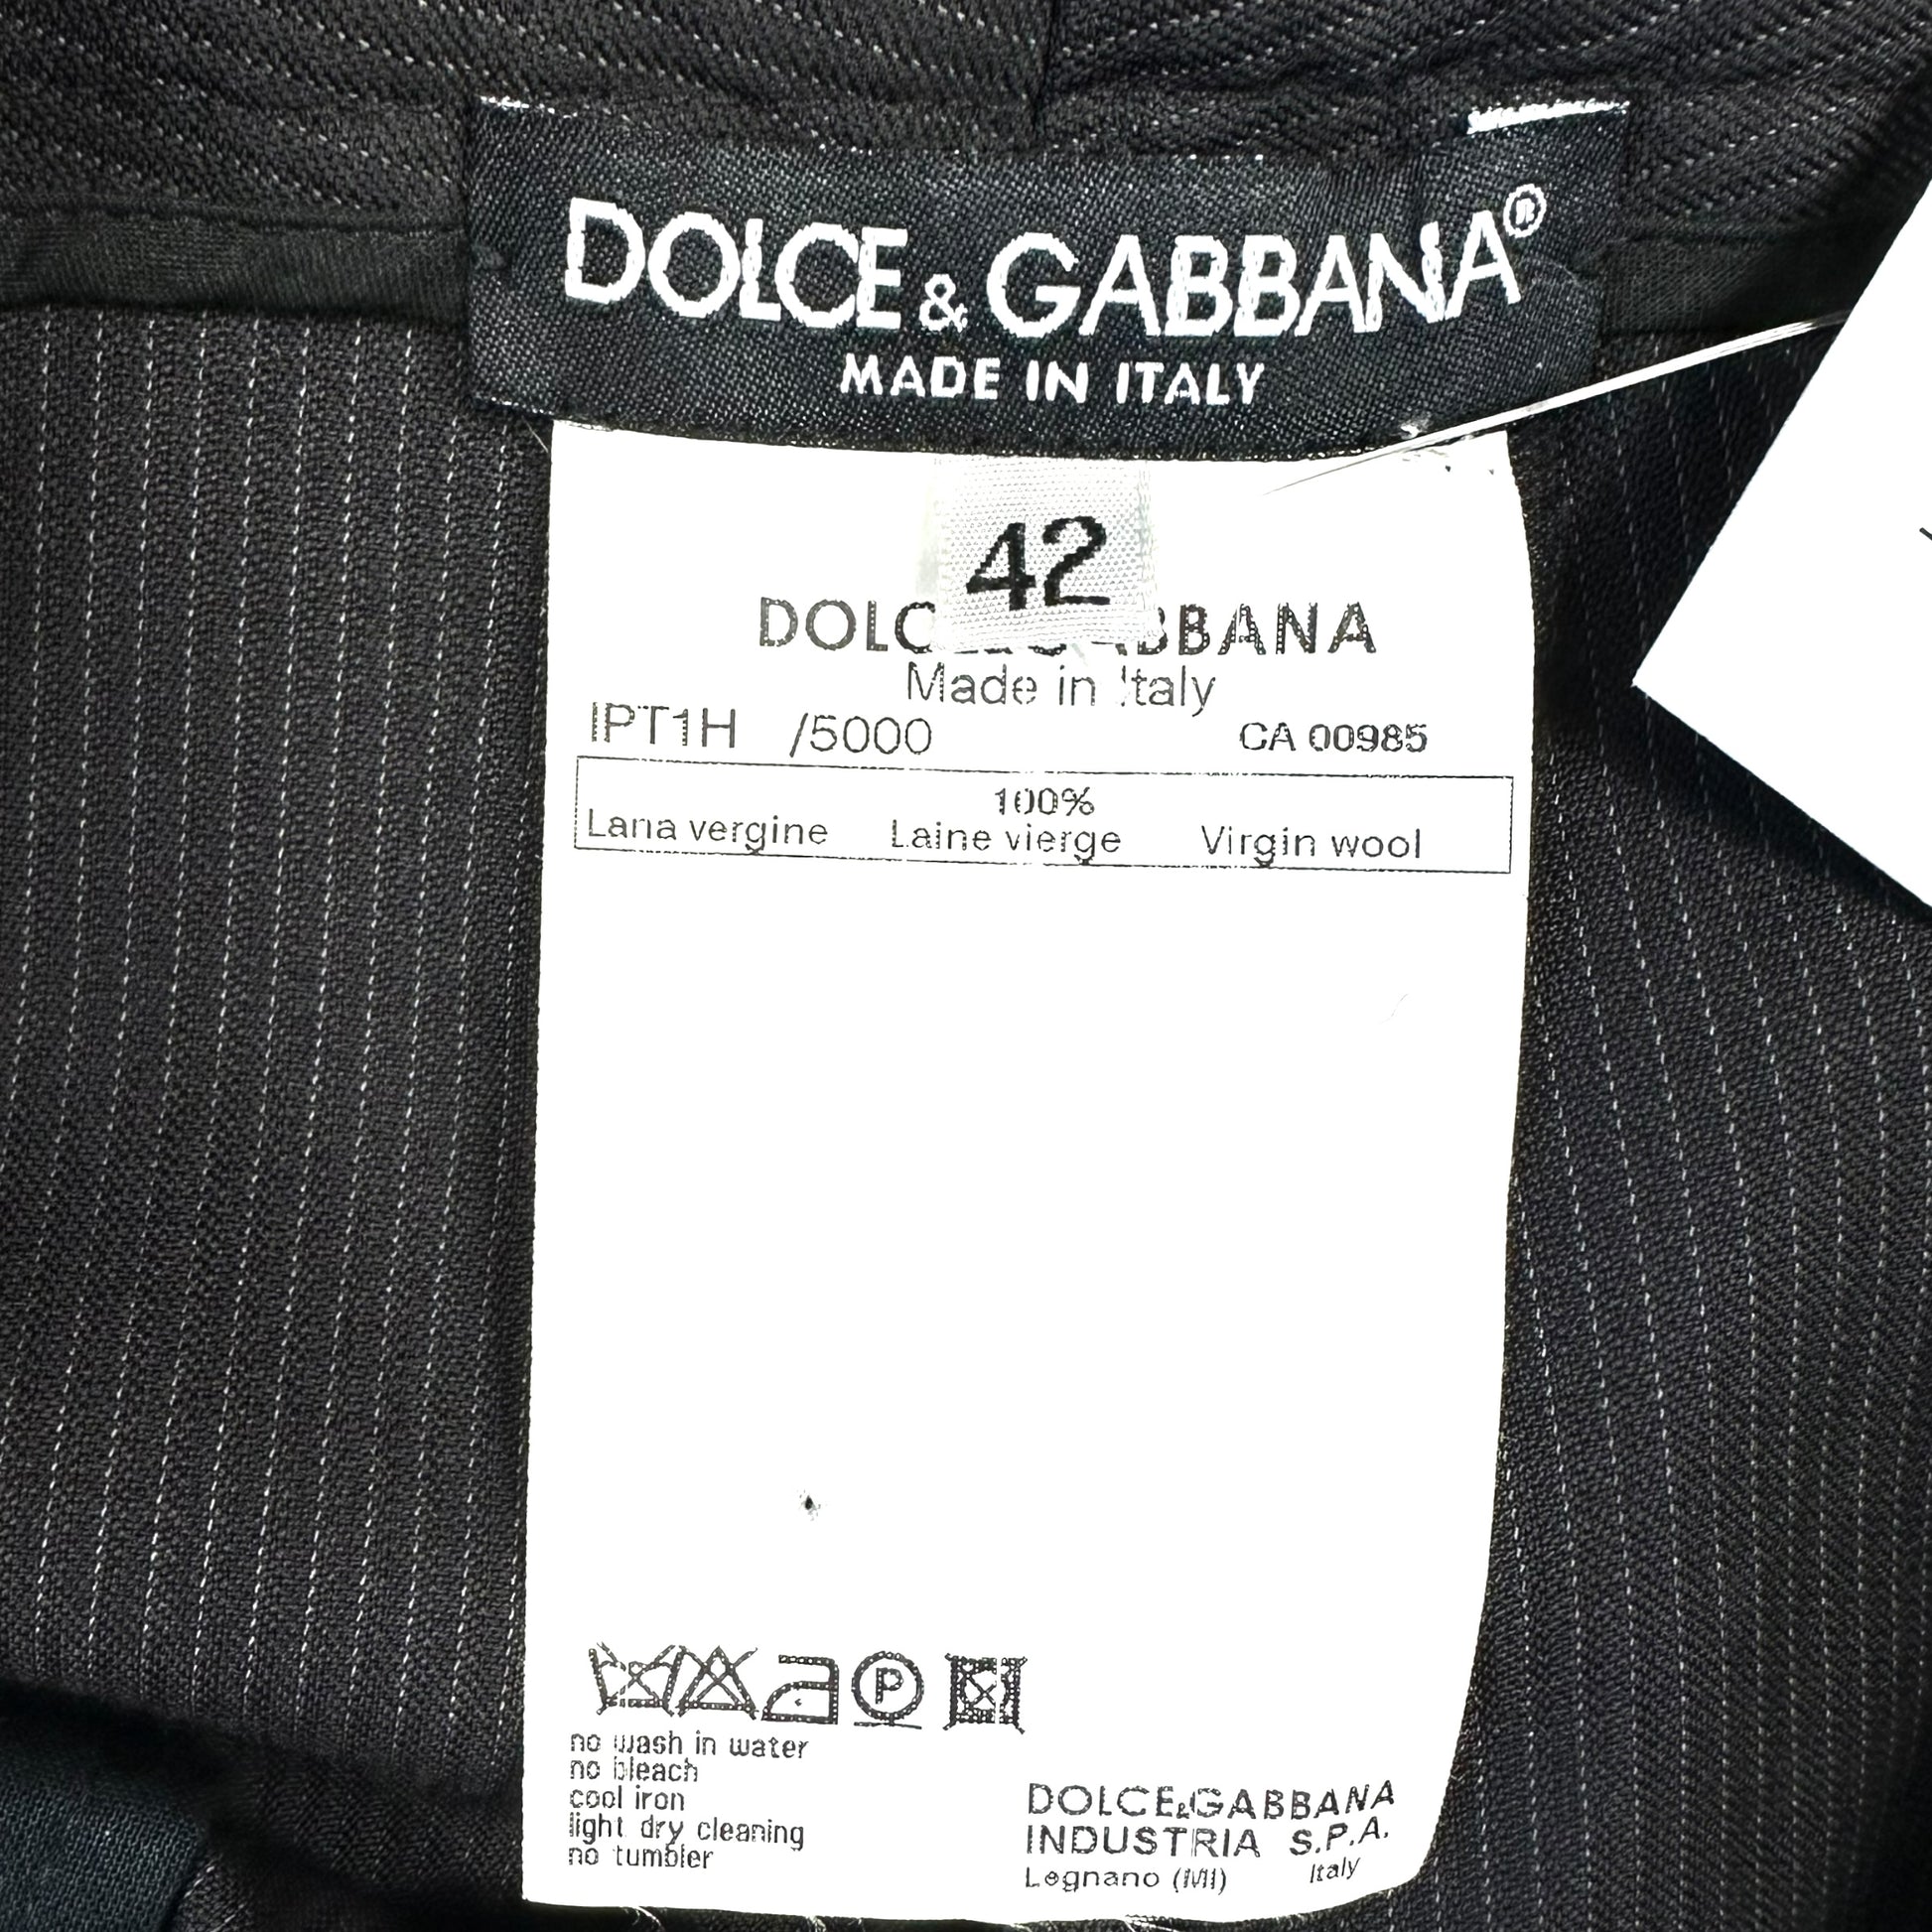 DOLCE & GABBANA®
MADE IN ITALY
42
Made in Italy
IPT1H /5000 CA 00985
100%
Lana vergine Laine vierge Virgin wool
P
no wash in water
no bleach
cool iron
light dry cleaning
no tumbler
DOLCE&GABBANA
INDUSTRIA S.P.A.
Legnano (MI) Italy